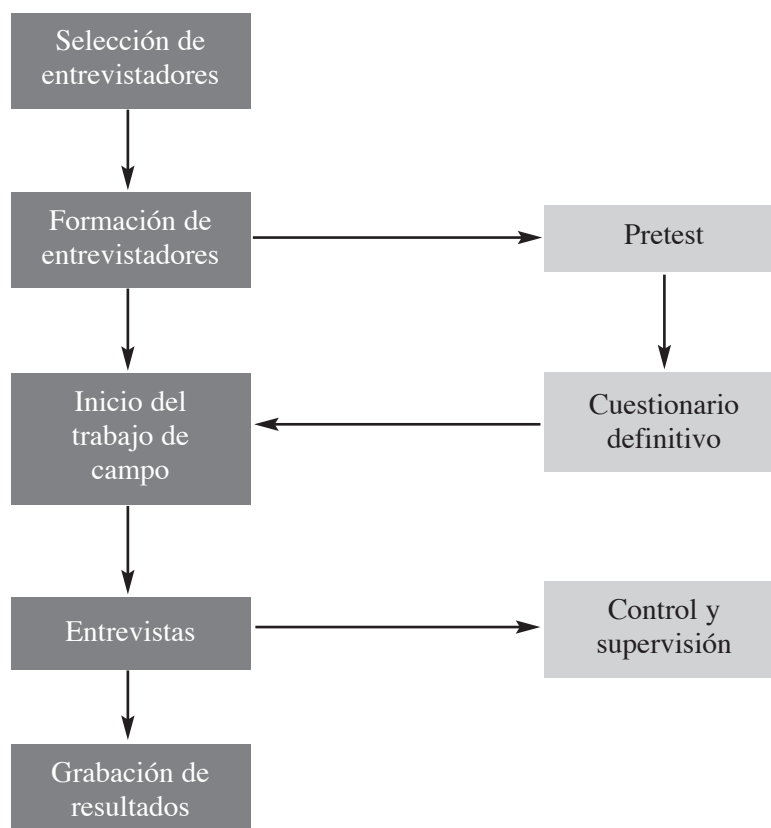 Selección de
entrevistadores
Formación de
entrevistadores
Pretest
Inicio del
trabajo de
campo
Cuestionario
definitivo
Entrevistas
Control y
supervisión
Grabación de
resultados